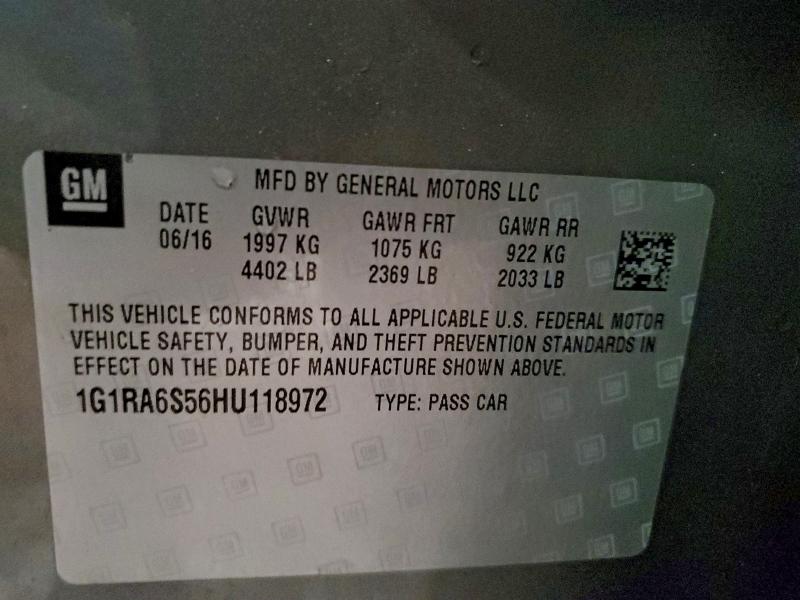 GM
MFD BY GENERAL MOTORS LLC
DATE GVWR GAWR FRT GAWR RR
06/16 1997 KG 1075 KG 922 KG
4402 LB 2369 LB 2033 LB
THIS VEHICLE CONFORMS TO ALL APPLICABLE U.S. FEDERAL MOTOR
VEHICLE SAFETY, BUMPER, AND THEFT PREVENTION STANDARDS IN
EFFECT ON THE DATE OF MANUFACTURE SHOWN ABOVE.
1G1RA6S56HU118972 TYPE: PASS CAR